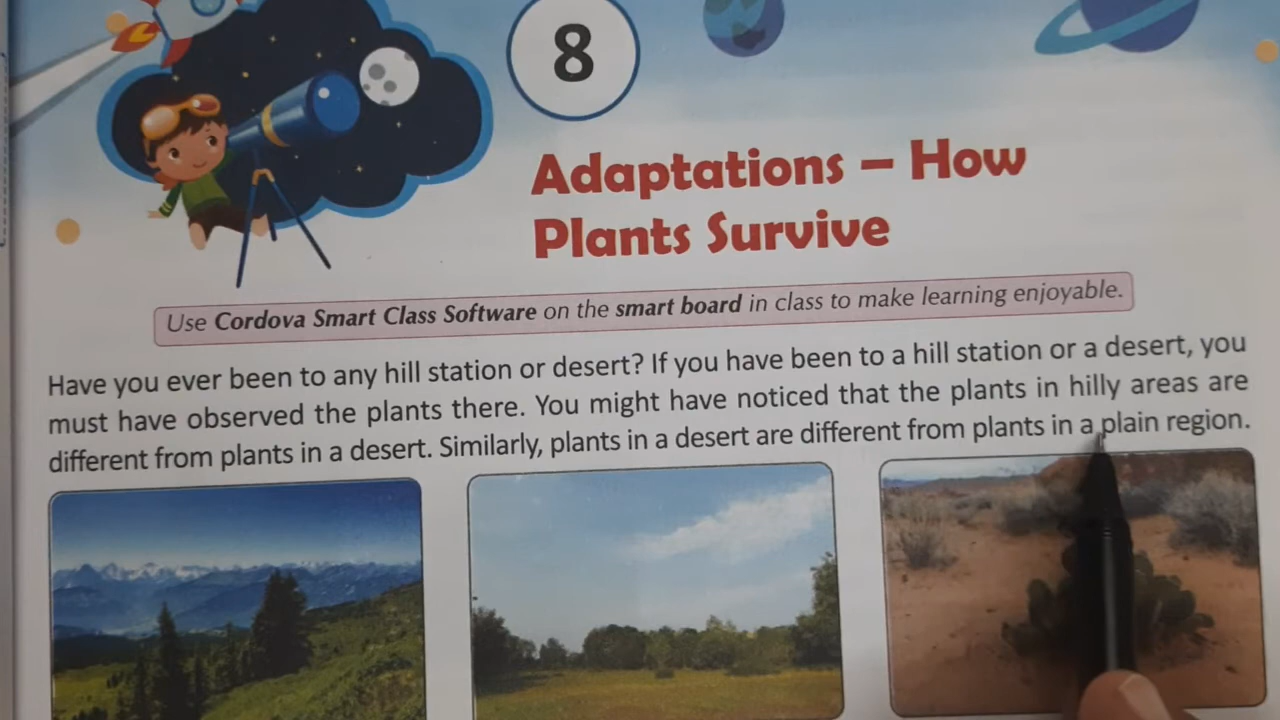 8
Adaptations – How
Plants Survive
Use Cordova Smart Class Software on the smart board in class to make learning enjoyable.
Have you ever been to any hill station or desert? If you have been to a hill station or a desert, you
must have observed the plants there. You might have noticed that the plants in hilly areas are
different from plants in a desert. Similarly, plants in a desert are different from plants in a plain region.